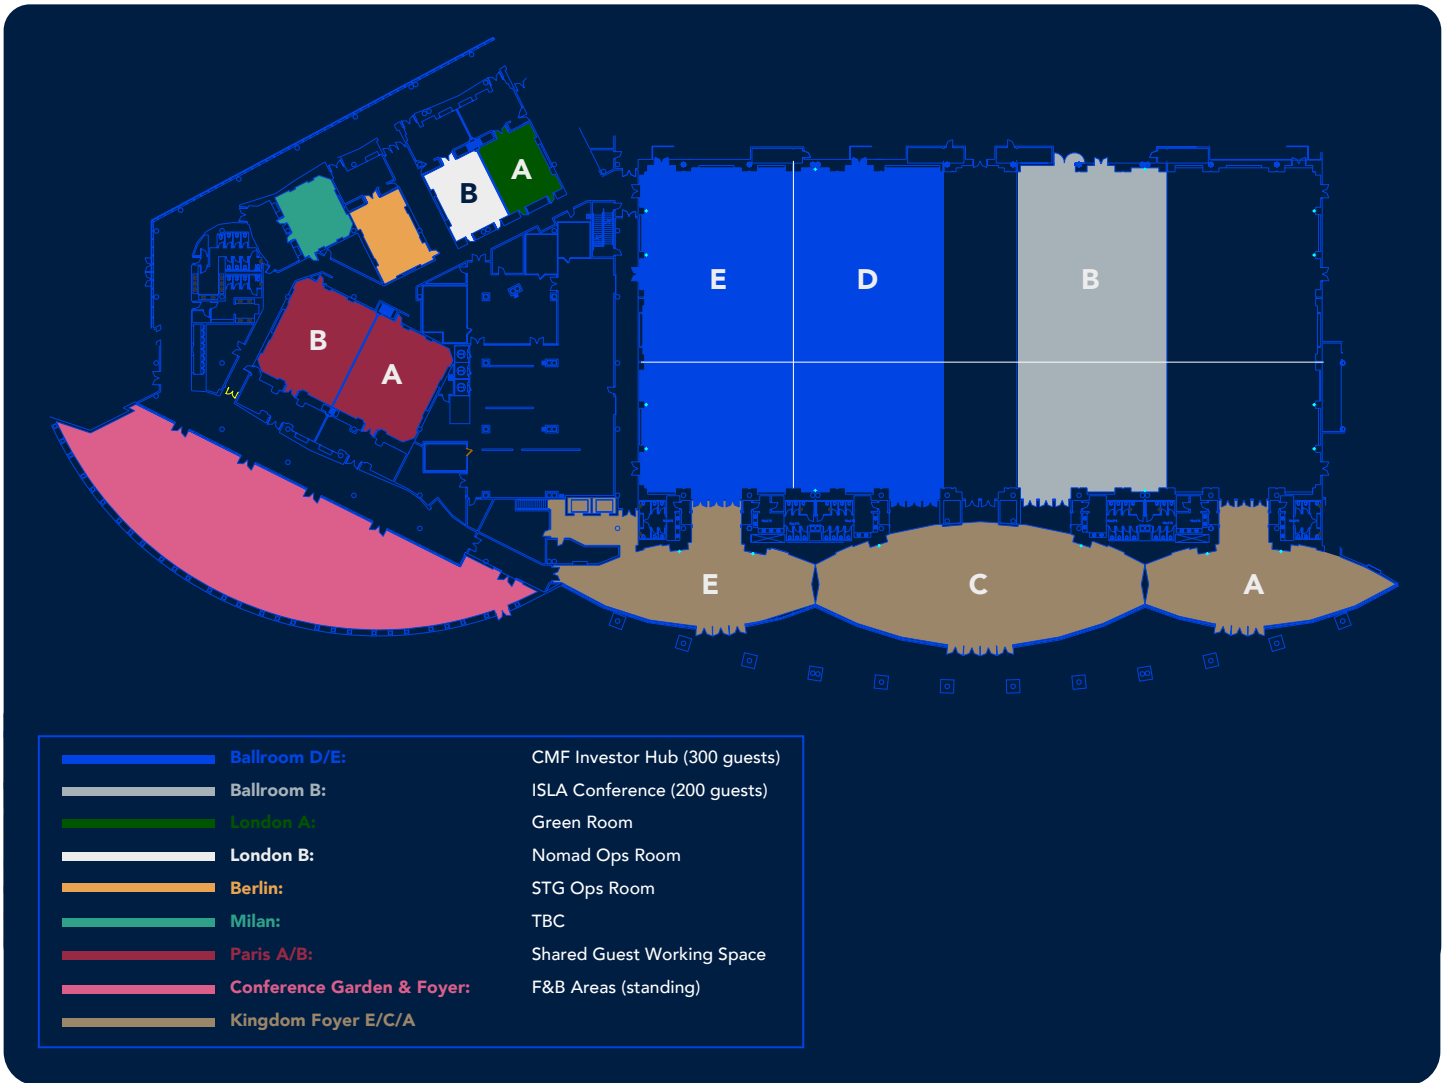 A
B
E
D
B
B
A
E
C
A
Ballroom D/E: CMF Investor Hub (300 guests)
Ballroom B: ISLA Conference (200 guests)
London A: Green Room
London B: Nomad Ops Room
Berlin: STG Ops Room
Milan: TBC
Paris A/B: Shared Guest Working Space
Conference Garden & Foyer: F&B Areas (standing)
Kingdom Foyer E/C/A